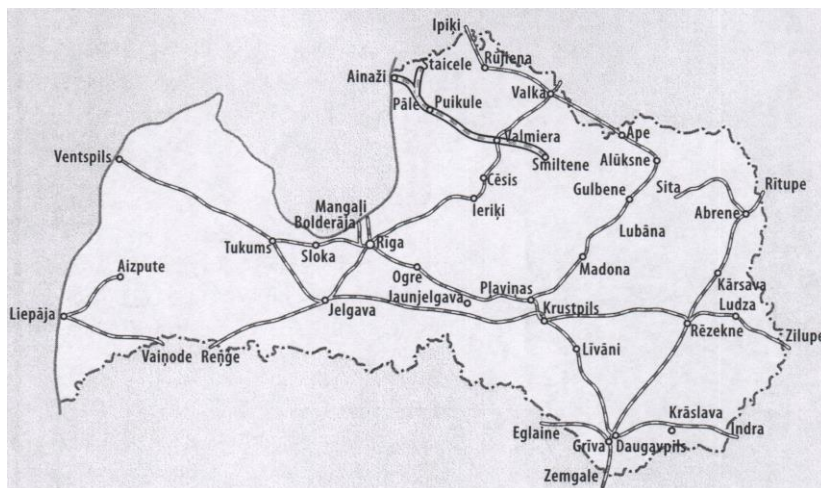 Ipiķi
Rūjiena
Staicele
Ainaži
Pāle
Puikule
Valka
Valmiera
Ape
Alūksne
Smiltene
Ventspils
Cēsis
Gulbene
Sita
Ritupe
Abrene
Mangaļi
Bolderāja
Ieriķi
Rīga
Lubāna
Tukums
Sloka
Aizpute
Ogre
Madona
Kārsava
Jaunjelgava
Pļaviņas
Ludza
Liepāja
Jelgava
Krustpils
Rēzekne
Zilupe
Vaiņode
Reņģe
Līvāni
Krāslava
Eglaine
Indra
Grīva
Daugavpils
Zemgale